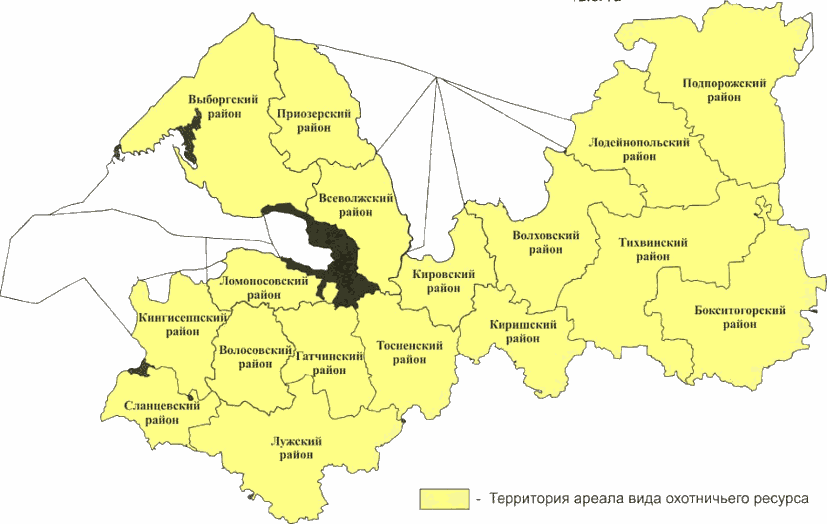 Подпорожский
район
Выборгский
район
Приозерский
район
Лодейнопольский
район
Всеволжский
район
Волховский
район
Тихвинский
район
Кировский
район
Ломоносовский
район
Бокситогорский
район
Кингисеппский
район
Киришский
район
Тосненский
район
Волосовский
район
Гатчинский
район
Сланцевский
район
Лужский
район
- Территория ареала вида охотничьего ресурса